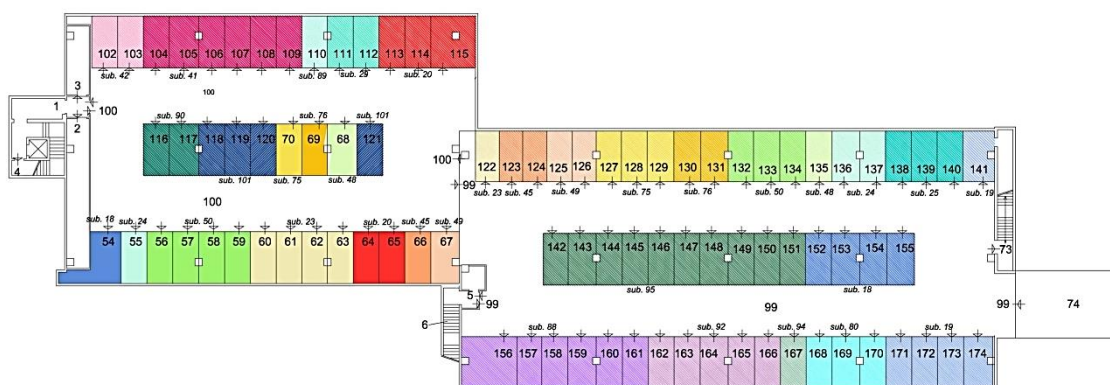 102 103 104 105 106 107 108 109 110 111 112 113 114 115
sub. 42 sub. 41 sub. 89 sub. 29 sub. 20
3
100
1
100
2
4
sub. 90 sub. 76 sub. 101
116 117 118 119 120 70 69 68 121
sub. 101 sub. 75 sub. 48
100
sub. 18 sub. 24 sub. 50 sub. 23 sub. 20 sub. 45 sub. 49
54 55 56 57 58 59 60 61 62 63 64 65 66 67
100
99
122 123 124 125 126 127 128 129 130 131 132 133 134 135 136 137 138 139 140 141
sub. 23 sub. 45 sub. 49 sub. 75 sub. 76 sub. 50 sub. 48 sub. 24 sub. 25 sub. 19
142 143 144 145 146 147 148 149 150 151 152 153 154 155
sub. 95 sub. 18
73
5
99
6
99
99
74
sub. 88 sub. 92 sub. 94 sub. 80 sub. 19
156 157 158 159 160 161 162 163 164 165 166 167 168 169 170 171 172 173 174